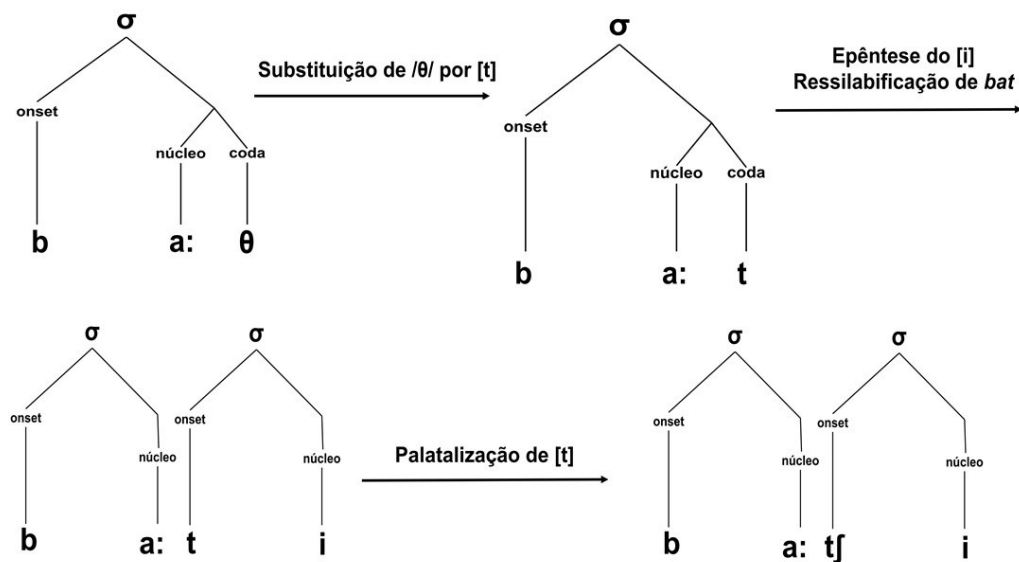 σ
onset
núcleo coda
b a: θ
Substituição de /θ/ por [t]
σ
onset
núcleo coda
b a: t
Epêntese do [i]
Ressilabificação de bat
σ σ
onset onset
núcleo núcleo
b a: t i
Palatalização de [t]
σ σ
onset onset
núcleo núcleo
b a: tʃ i